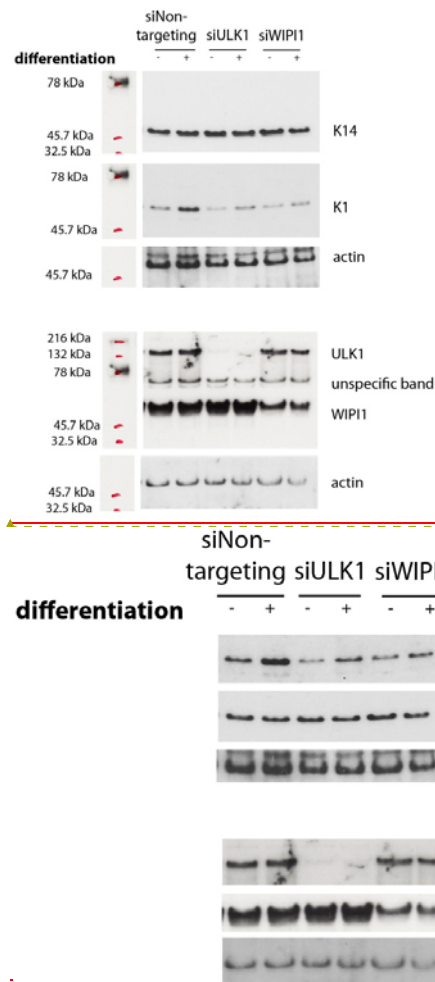 siNon-
targeting siULK1 siWIPI1
differentiation - + - + - +
78 kDa
45.7 kDa K14
32.5 kDa
78 kDa
K1
45.7 kDa
actin
45.7 kDa
216 kDa
132 kDa ULK1
78 kDa
unspecific band
WIPI1
45.7 kDa
32.5 kDa
actin
45.7 kDa
32.5 kDa
siNon-
targeting siULK1 siWIPI
differentiation - + - + - +